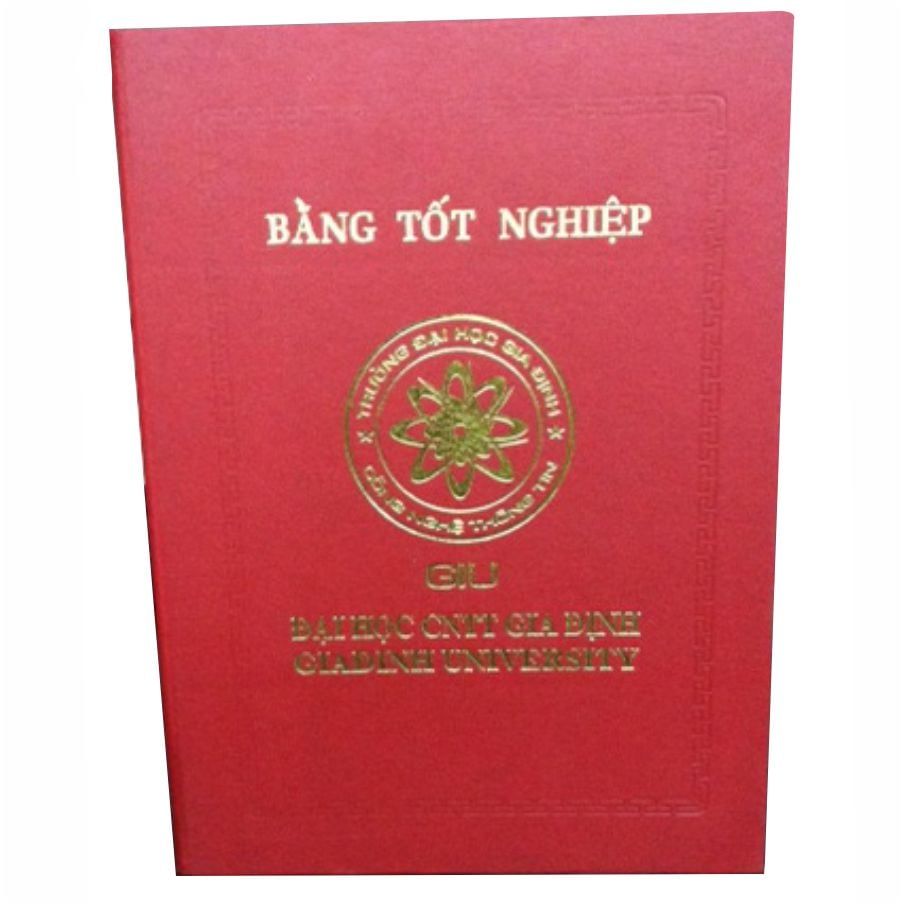 BẰNG TỐT NGHIỆP
TRƯỜNG ĐẠI HỌC GIA ĐỊNH
CÔNG NGHỆ THÔNG TIN
GIU
ĐẠI HỌC CNTT GIA ĐỊNH
GIADINH UNIVERSITY